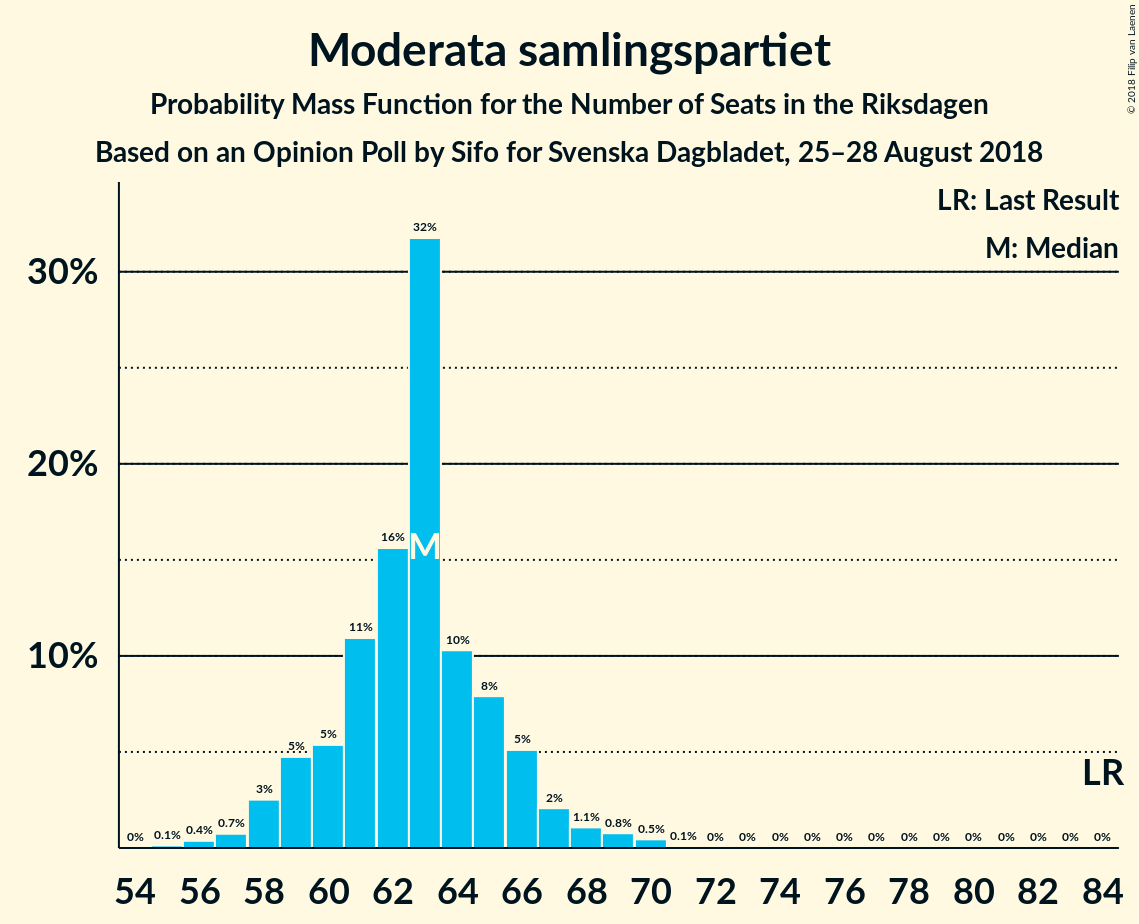 Moderata samlingspartiet
Probability Mass Function for the Number of Seats in the Riksdagen
Based on an Opinion Poll by Sifo for Svenska Dagbladet, 25–28 August 2018
© 2018 Filip van Laenen
LR: Last Result
M: Median
30%
20%
10%
0% 0.1% 0.4% 0.7% 3% 5% 5% 11% 16% 32% 10% 8% 5% 2% 1.1% 0.8% 0.5% 0.1% 0% 0% 0% 0% 0% 0% 0% 0% 0% 0% 0% 0% 0%
M
LR
54 56 58 60 62 64 66 68 70 72 74 76 78 80 82 84